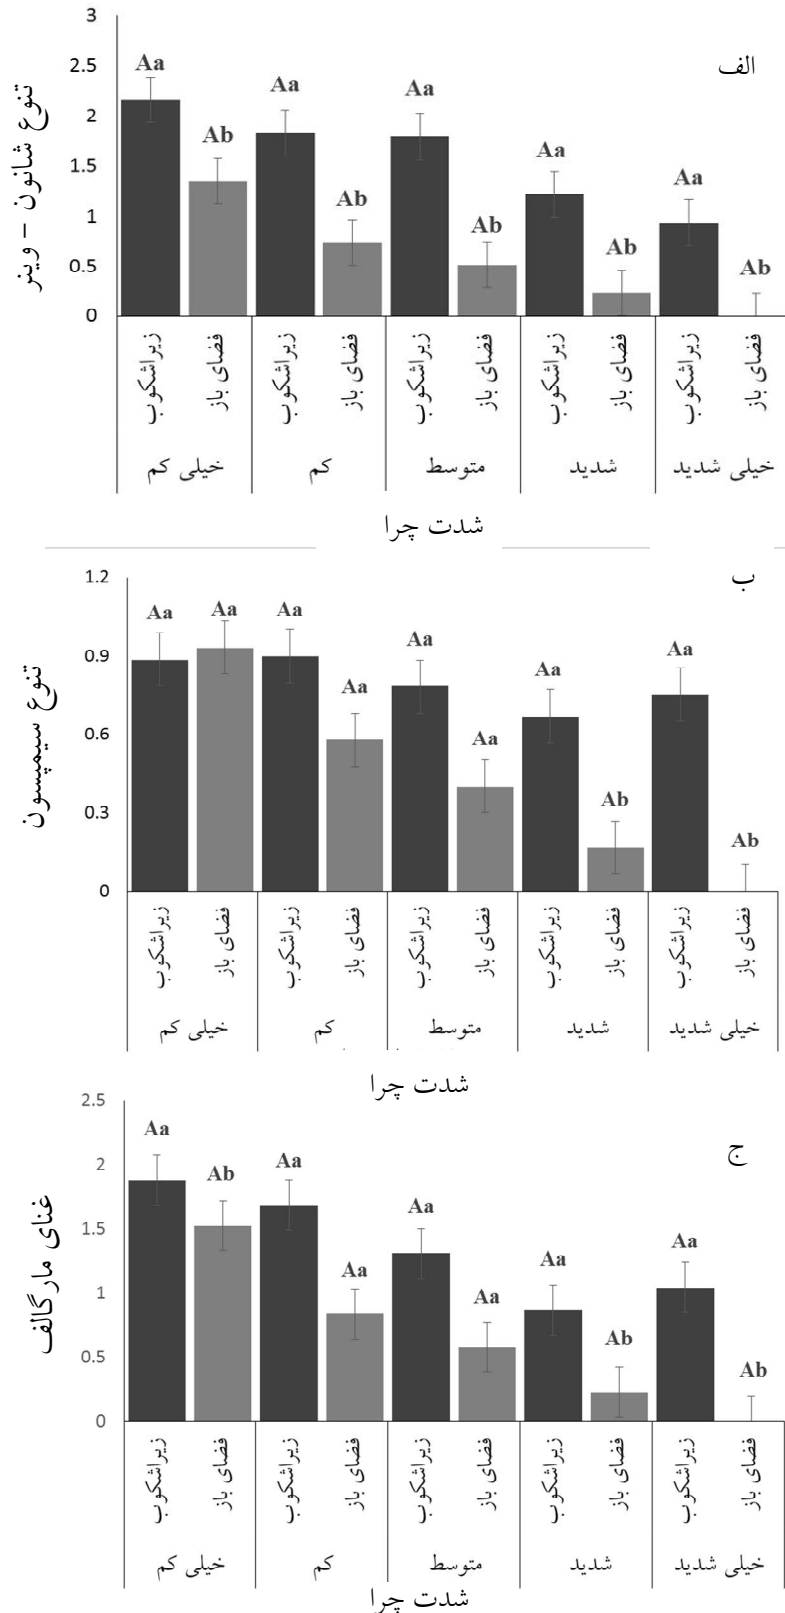 الف
تنوع شانون – وینر
3
2.5
2
1.5
1
0.5
0
Aa Ab Aa Ab Aa Ab Aa Ab Aa Ab
زیراشکوب فضای باز زیراشکوب فضای باز زیراشکوب فضای باز زیراشکوب فضای باز زیراشکوب فضای باز
خیلی کم کم متوسط شدید خیلی شدید
شدت چرا
ب
تنوع سیمپسون
1.2
0.9
0.6
0.3
0
Aa Aa Aa Aa Aa Aa Aa Ab Aa Ab
زیراشکوب فضای باز زیراشکوب فضای باز زیراشکوب فضای باز زیراشکوب فضای باز زیراشکوب فضای باز
خیلی کم کم متوسط شدید خیلی شدید
شدت چرا
ج
غنای مارگالف
2.5
2
1.5
1
0.5
0
Aa Ab Aa Aa Aa Aa Aa Ab Aa Ab
زیراشکوب فضای باز زیراشکوب فضای باز زیراشکوب فضای باز زیراشکوب فضای باز زیراشکوب فضای باز
خیلی کم کم متوسط شدید خیلی شدید
شدت چرا